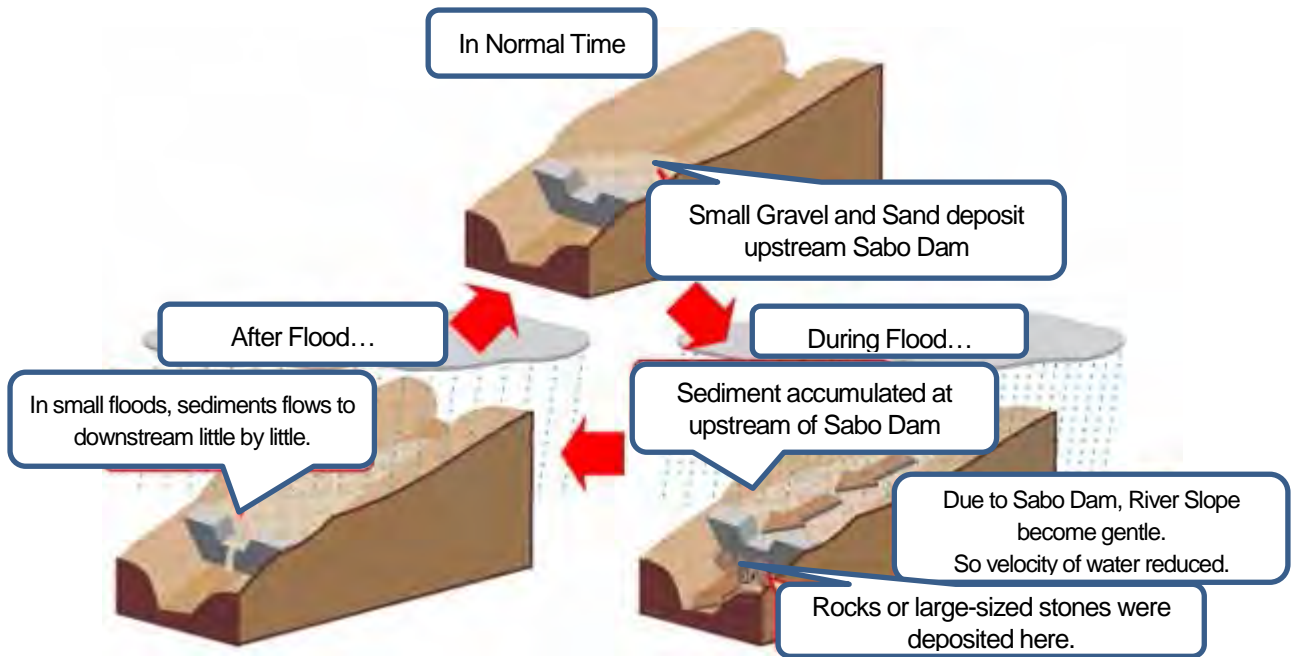 In Normal Time
Small Gravel and Sand deposit
upstream Sabo Dam
After Flood…
During Flood…
In small floods, sediments flows to
downstream little by little.
Sediment accumulated at
upstream of Sabo Dam
Due to Sabo Dam, River Slope
become gentle.
So velocity of water reduced.
Rocks or large-sized stones were
deposited here.